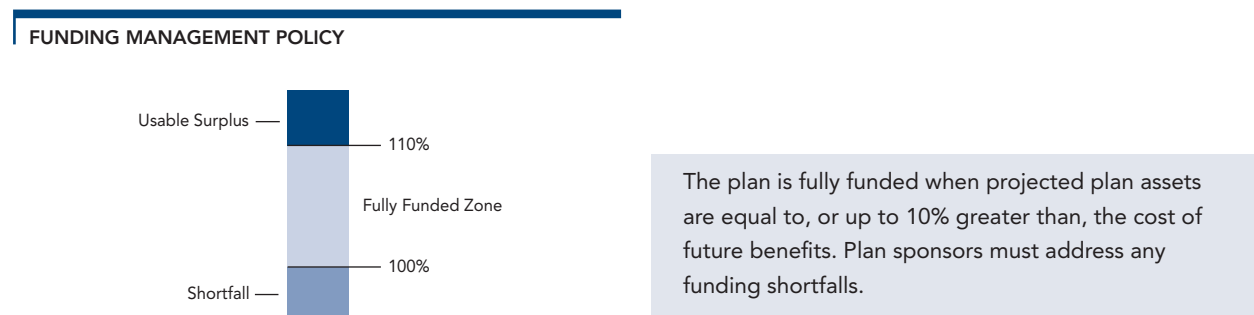 FUNDING MANAGEMENT POLICY
Usable Surplus
110%
Fully Funded Zone
100%
Shortfall
The plan is fully funded when projected plan assets
are equal to, or up to 10% greater than, the cost of
future benefits. Plan sponsors must address any
funding shortfalls.